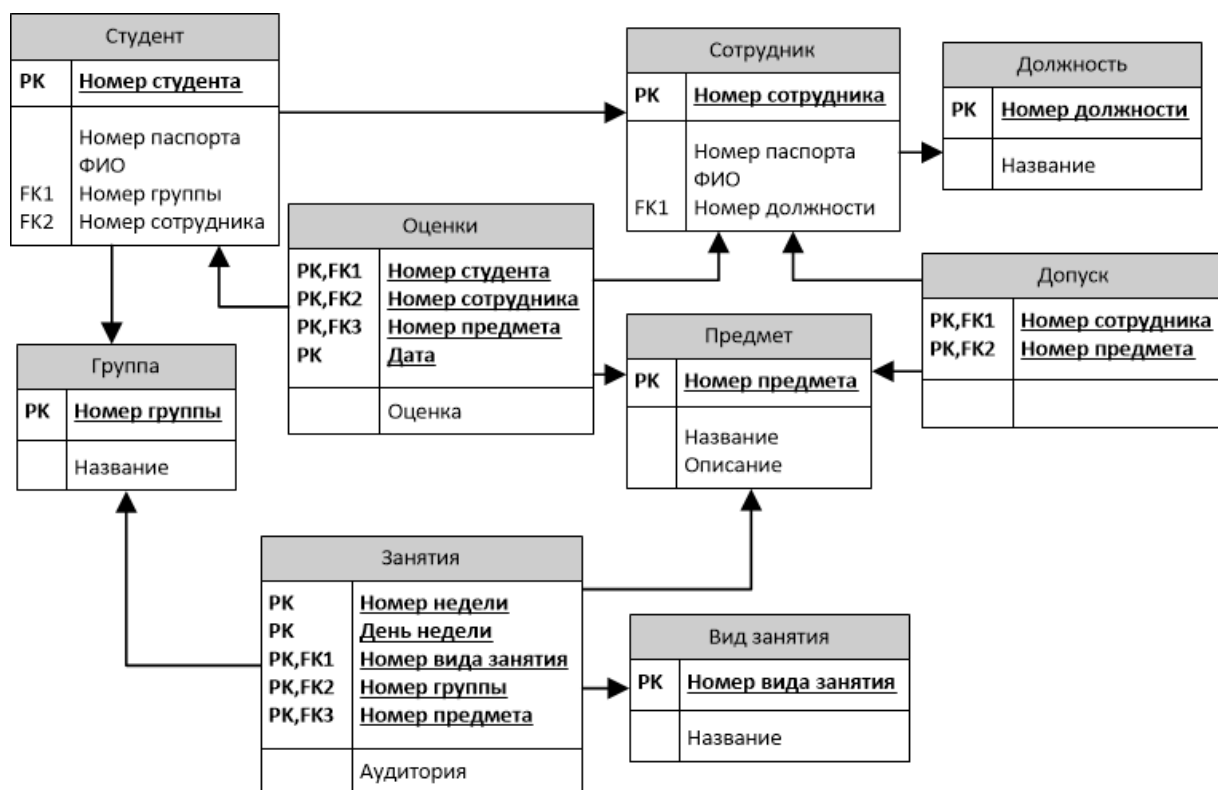 Студент
PK Номер студента
Номер паспорта
ФИО
FK1 Номер группы
FK2 Номер сотрудника
Сотрудник
PK Номер сотрудника
Номер паспорта
ФИО
FK1 Номер должности
Должность
PK Номер должности
Название
Оценки
PK,FK1 Номер студента
PK,FK2 Номер сотрудника
PK,FK3 Номер предмета
PK Дата
Оценка
Допуск
PK,FK1 Номер сотрудника
PK,FK2 Номер предмета
Группа
PK Номер группы
Название
Предмет
PK Номер предмета
Название
Описание
Занятия
PK Номер недели
PK День недели
PK,FK1 Номер вида занятия
PK,FK2 Номер группы
PK,FK3 Номер предмета
Аудитория
Вид занятия
PK Номер вида занятия
Название